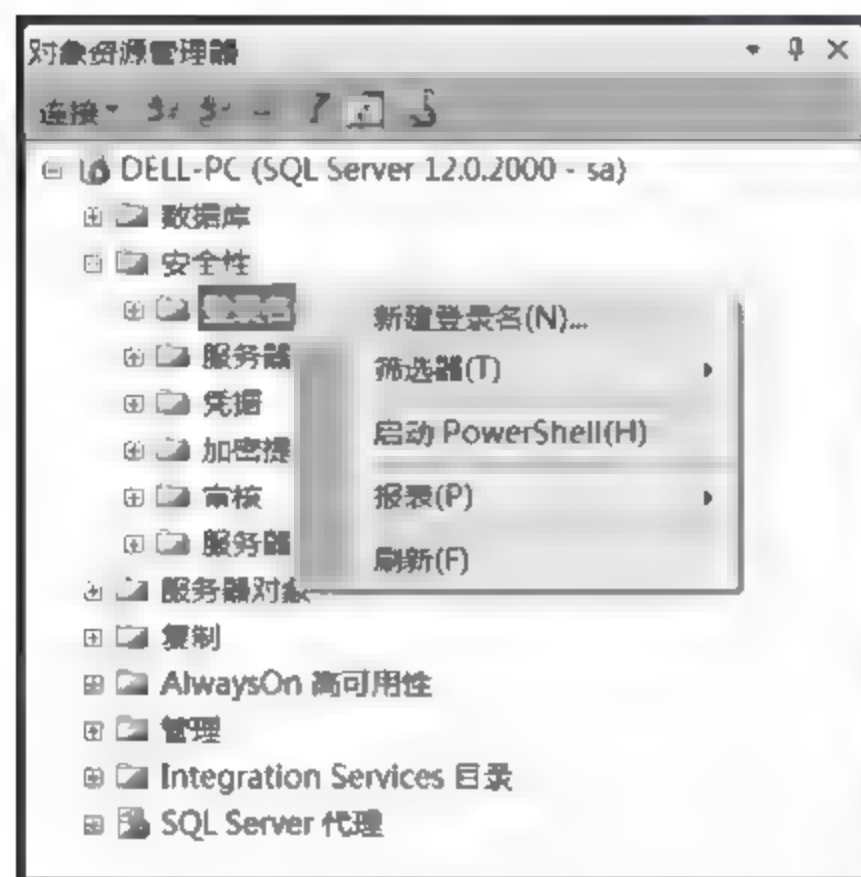 对象资源管理器
连接
DELL-PC (SQL Server 12.0.2000 - sa)
数据库
安全性
登录名
新建登录名(N)...
服务器
筛选器(T)
凭据
启动 PowerShell(H)
加密提
审核
报表(P)
服务器
刷新(F)
服务器对象
复制
AlwaysOn 高可用性
管理
Integration Services 目录
SQL Server 代理